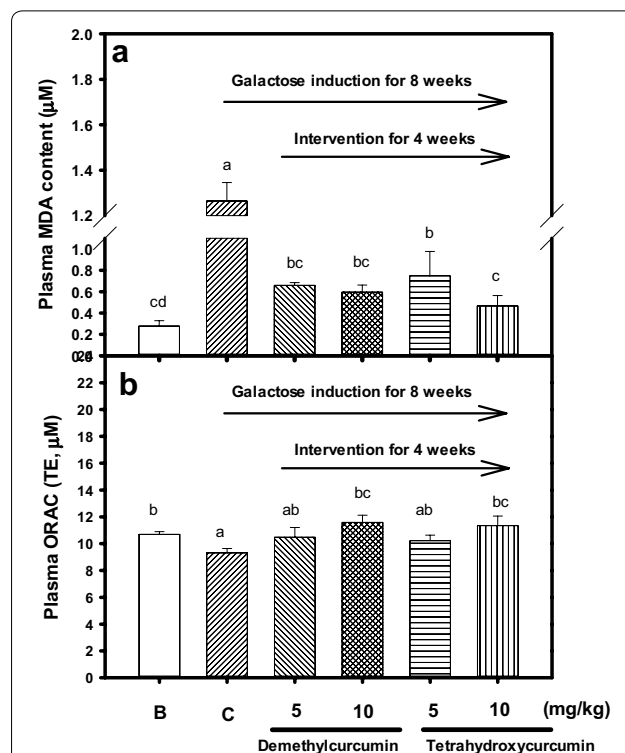 a
Plasma MDA content (µM)
2.0
1.8
1.6
1.4
1.2
1.0
0.8
0.6
0.4
0.2
0.0
Galactose induction for 8 weeks
Intervention for 4 weeks
cd
a
bc
bc
b
c
b
Plasma ORAC (TE, µM)
24
22
20
18
16
14
12
10
8
6
4
2
0
Galactose induction for 8 weeks
Intervention for 4 weeks
b
a
ab
bc
ab
bc
B C 5 10 5 10 (mg/kg)
Demethylcurcumin Tetrahydroxycurcumin